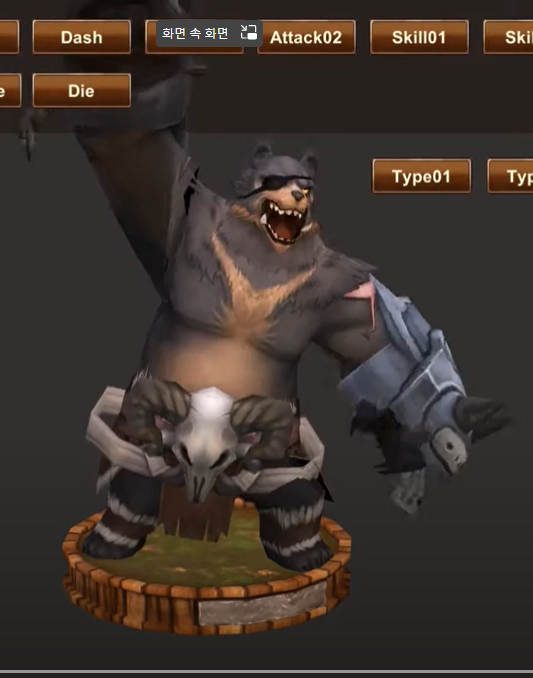 Dash
화면 속 화면
Attack02
Skill01
Die
Type01